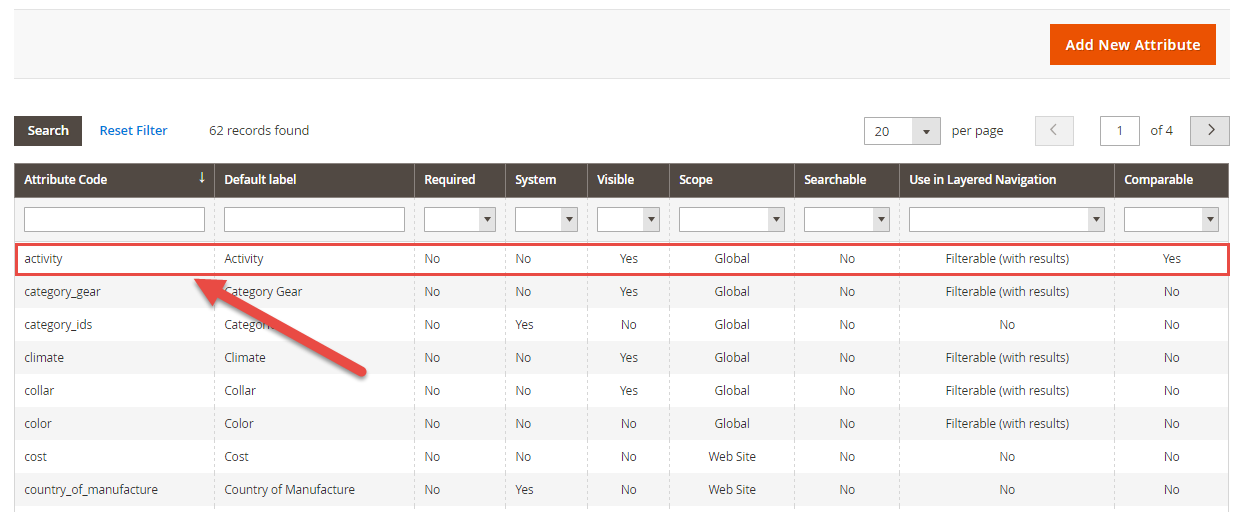 Add New Attribute
Search Reset Filter 62 records found 20 per page 1 of 4
Attribute Code Default label Required System Visible Scope Searchable Use in Layered Navigation Comparable
activity Activity No No Yes Global No Filterable (with results) Yes
category_gear Category Gear No No Yes Global No Filterable (with results) No
category_ids No Yes No Global No No No
climate Climate No No Yes Global No Filterable (with results) No
collar Collar No No Yes Global No Filterable (with results) No
color Color No No No Global No Filterable (with results) No
cost Cost No No No Web Site No No No
country_of_manufacture Country of Manufacture No Yes No Web Site No No No